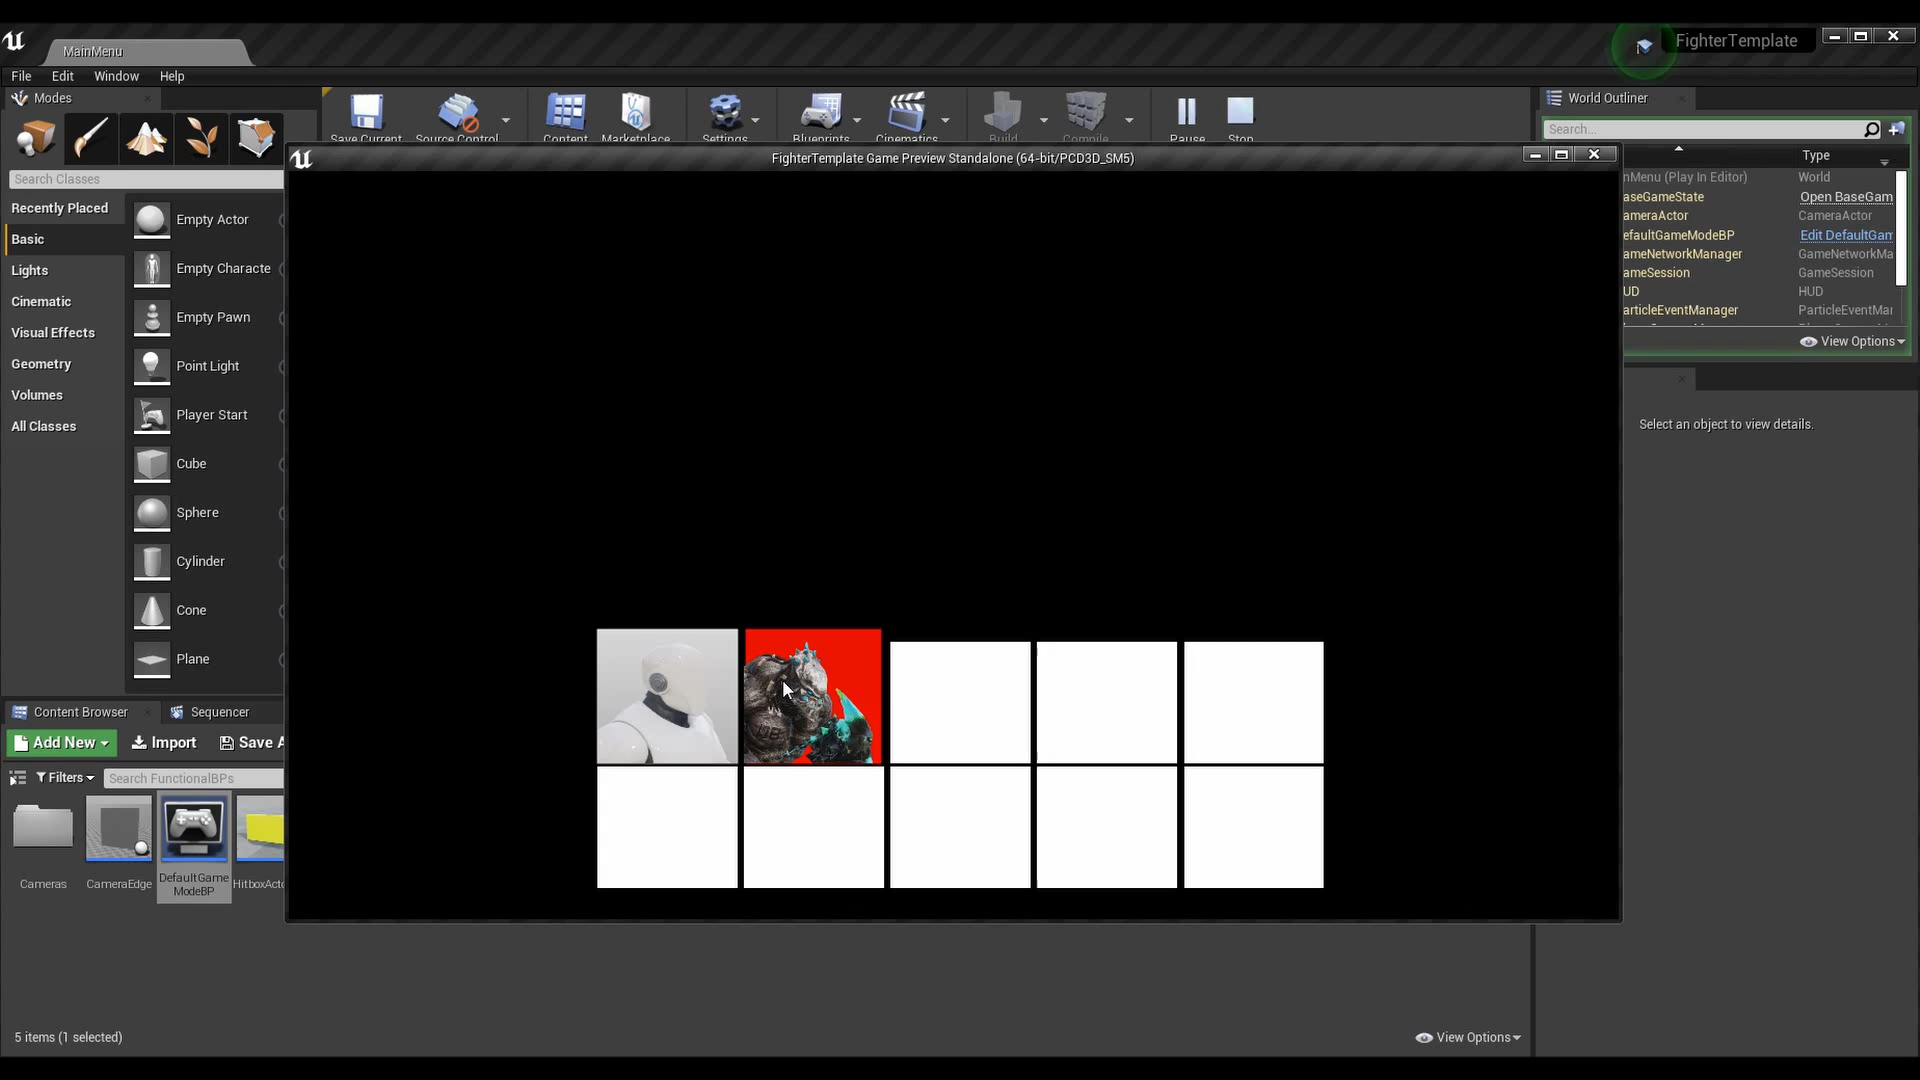 MainMenu
FighterTemplate
File Edit Window Help
Modes
World Outliner
Save Current Source Control Content Marketplace Settings Blueprints Cinematics Build Compile Pause Stop
Search...
FighterTemplate Game Preview Standalone (64-bit/PCD3D_SM5)
Type
Search Classes
nMenu (Play In Editor) World
aseGameState Open BaseGam
ameraActor CameraActor
efaultGameModeBP Edit DefaultGam
ameNetworkManager GameNetworkMa
ameSession GameSession
UD HUD
articleEventManager ParticleEventMar
View Options
Recently Placed
Basic
Lights
Cinematic
Visual Effects
Geometry
Volumes
All Classes
Empty Actor
Empty Characte
Empty Pawn
Point Light
Player Start
Cube
Sphere
Cylinder
Cone
Plane
Select an object to view details.
Content Browser Sequencer
Add New Import Save A
Filters Search FunctionalBPs
Cameras CameraEdge DefaultGame
ModeBP HitboxActo
5 items (1 selected)
View Options